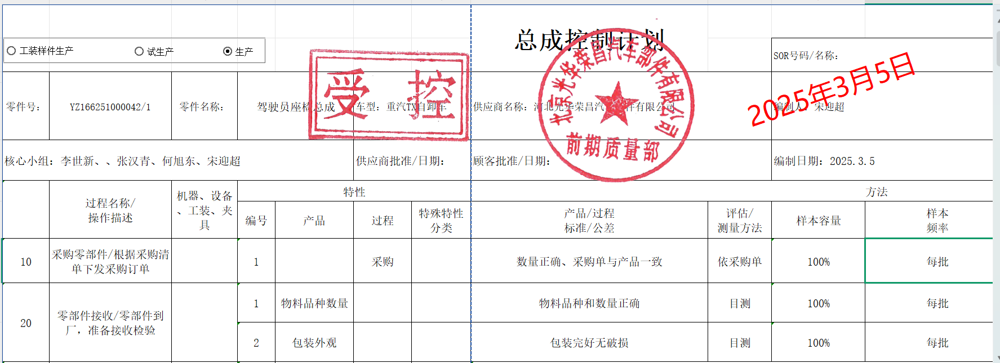 总成控制计划
工装样件生产 试生产 生产
SOR号码/名称：
2025年3月5日
受 控
北京光华荣昌汽车部件有限公司
前期质量部
零件号： YZ166251000042/1 零件名称： 驾驶员座椅总成 车型：重汽TX自卸车 供应商名称：河北光华荣昌汽 件有限公司 编制人 宋迎超
核心小组：李世新、、张汉青、何旭东、宋迎超 供应商批准/日期： 顾客批准/日期： 编制日期：2025.3.5
过程名称/
操作描述
机器、设备
、工装、夹
具
特性
方法
编号 产品 过程
特殊特性
分类
产品/过程
标准/公差
评估/
测量方法
样本容量
样本
频率
10
采购零部件/根据采购清
单下发采购订单
1 采购 数量正确、采购单与产品一致 依采购单 100% 每批
20
零部件接收/零部件到
厂，准备接收检验
1 物料品种数量 物料品种和数量正确 目测 100% 每批
2 包装外观 包装完好无破损 目测 100% 每批